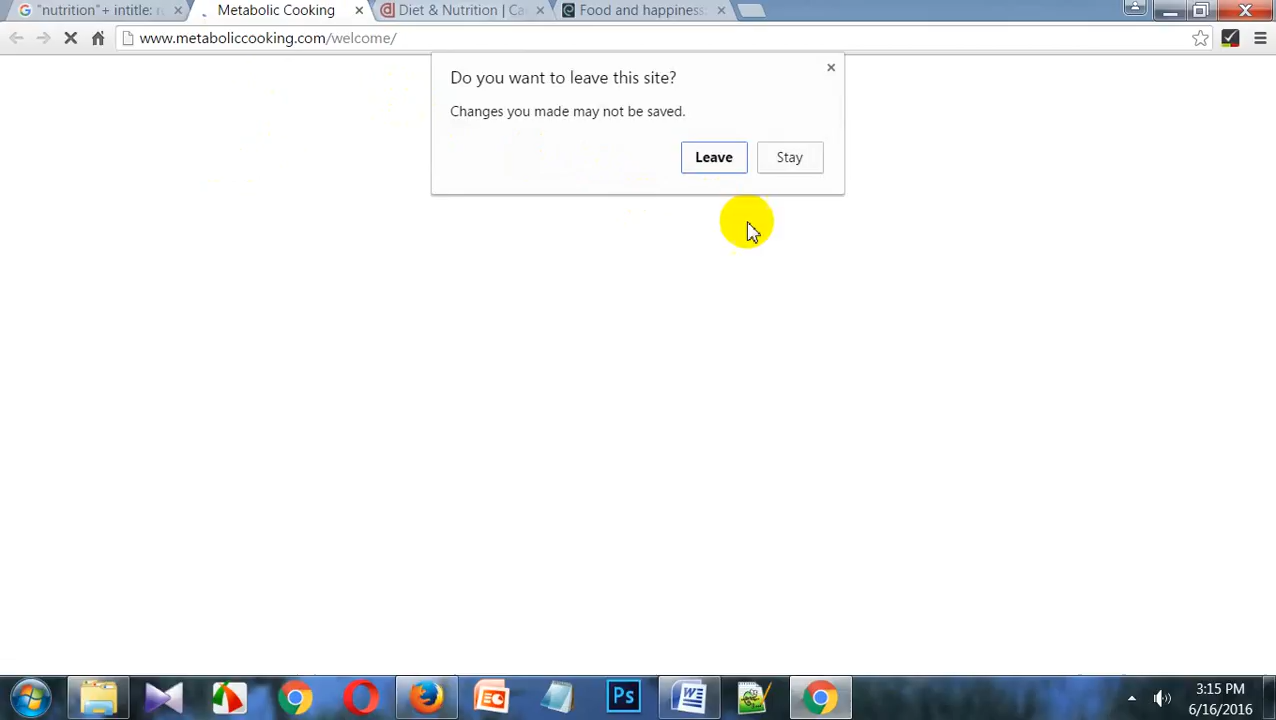 "nutrition"+ intitle: re
Metabolic Cooking
Diet & Nutrition | Ca
Food and happiness:
www.metaboliccooking.com/welcome/
Do you want to leave this site?
Changes you made may not be saved.
Leave
Stay
Ps
3:15 PM
6/16/2016